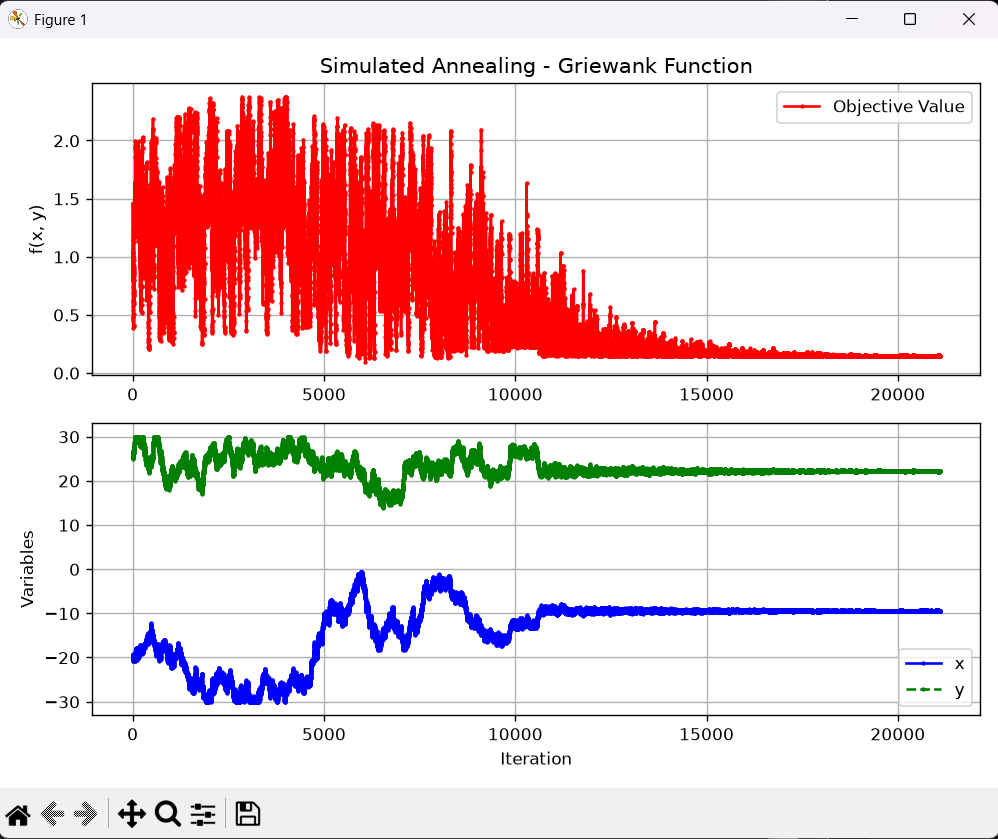 Figure 1
Simulated Annealing - Griewank Function
Objective Value
f(x, y)
2.0
1.5
1.0
0.5
0.0
0 5000 10000 15000 20000
Variables
30
20
10
0
−10
−20
−30
x
y
0 5000 10000 15000 20000
Iteration